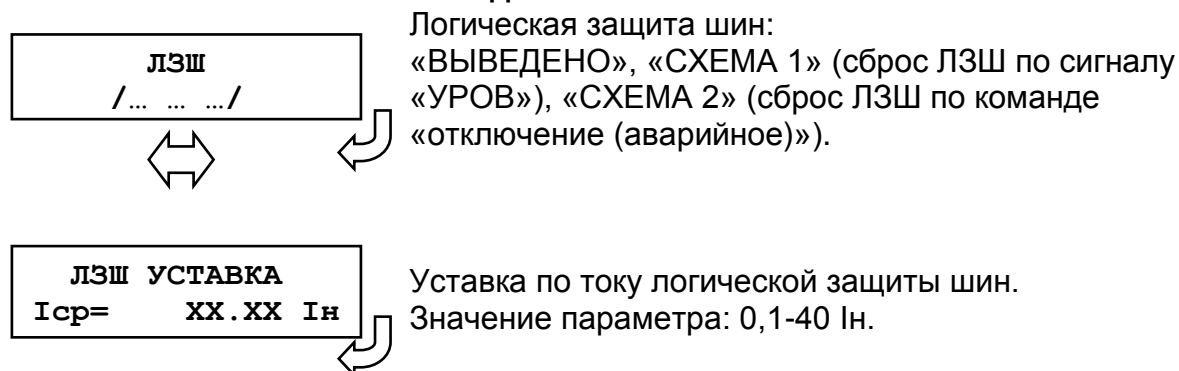 ЛЗШ
/… … …/
Логическая защита шин:
«ВЫВЕДЕНО», «СХЕМА 1» (сброс ЛЗШ по сигналу
«УРОВ»), «СХЕМА 2» (сброс ЛЗШ по команде
«отключение (аварийное)»).
ЛЗШ УСТАВКА
Iср= XX.XX Iн
Уставка по току логической защиты шин.
Значение параметра: 0,1-40 Iн.